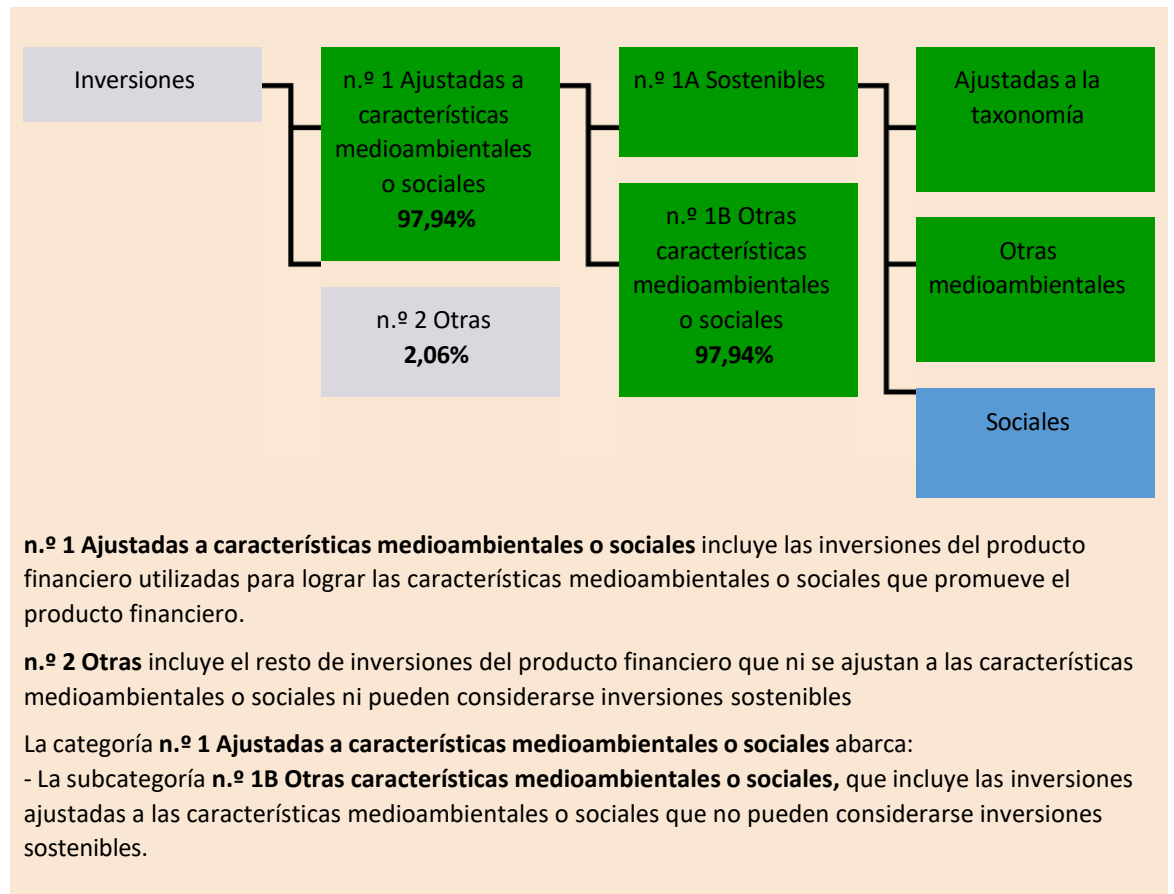 Inversiones
n.º 1 Ajustadas a
características
medioambientales
o sociales
97,94%
n.º 2 Otras
2,06%
n.º 1A Sostenibles
n.º 1B Otras
características
medioambientales
o sociales
97,94%
Ajustadas a la
taxonomía
Otras
medioambientales
Sociales
n.º 1 Ajustadas a características medioambientales o sociales incluye las inversiones del producto
financiero utilizadas para lograr las características medioambientales o sociales que promueve el
producto financiero.
n.º 2 Otras incluye el resto de inversiones del producto financiero que ni se ajustan a las características
medioambientales o sociales ni pueden considerarse inversiones sostenibles
La categoría n.º 1 Ajustadas a características medioambientales o sociales abarca:
- La subcategoría n.º 1B Otras características medioambientales o sociales, que incluye las inversiones
ajustadas a las características medioambientales o sociales que no pueden considerarse inversiones
sostenibles.